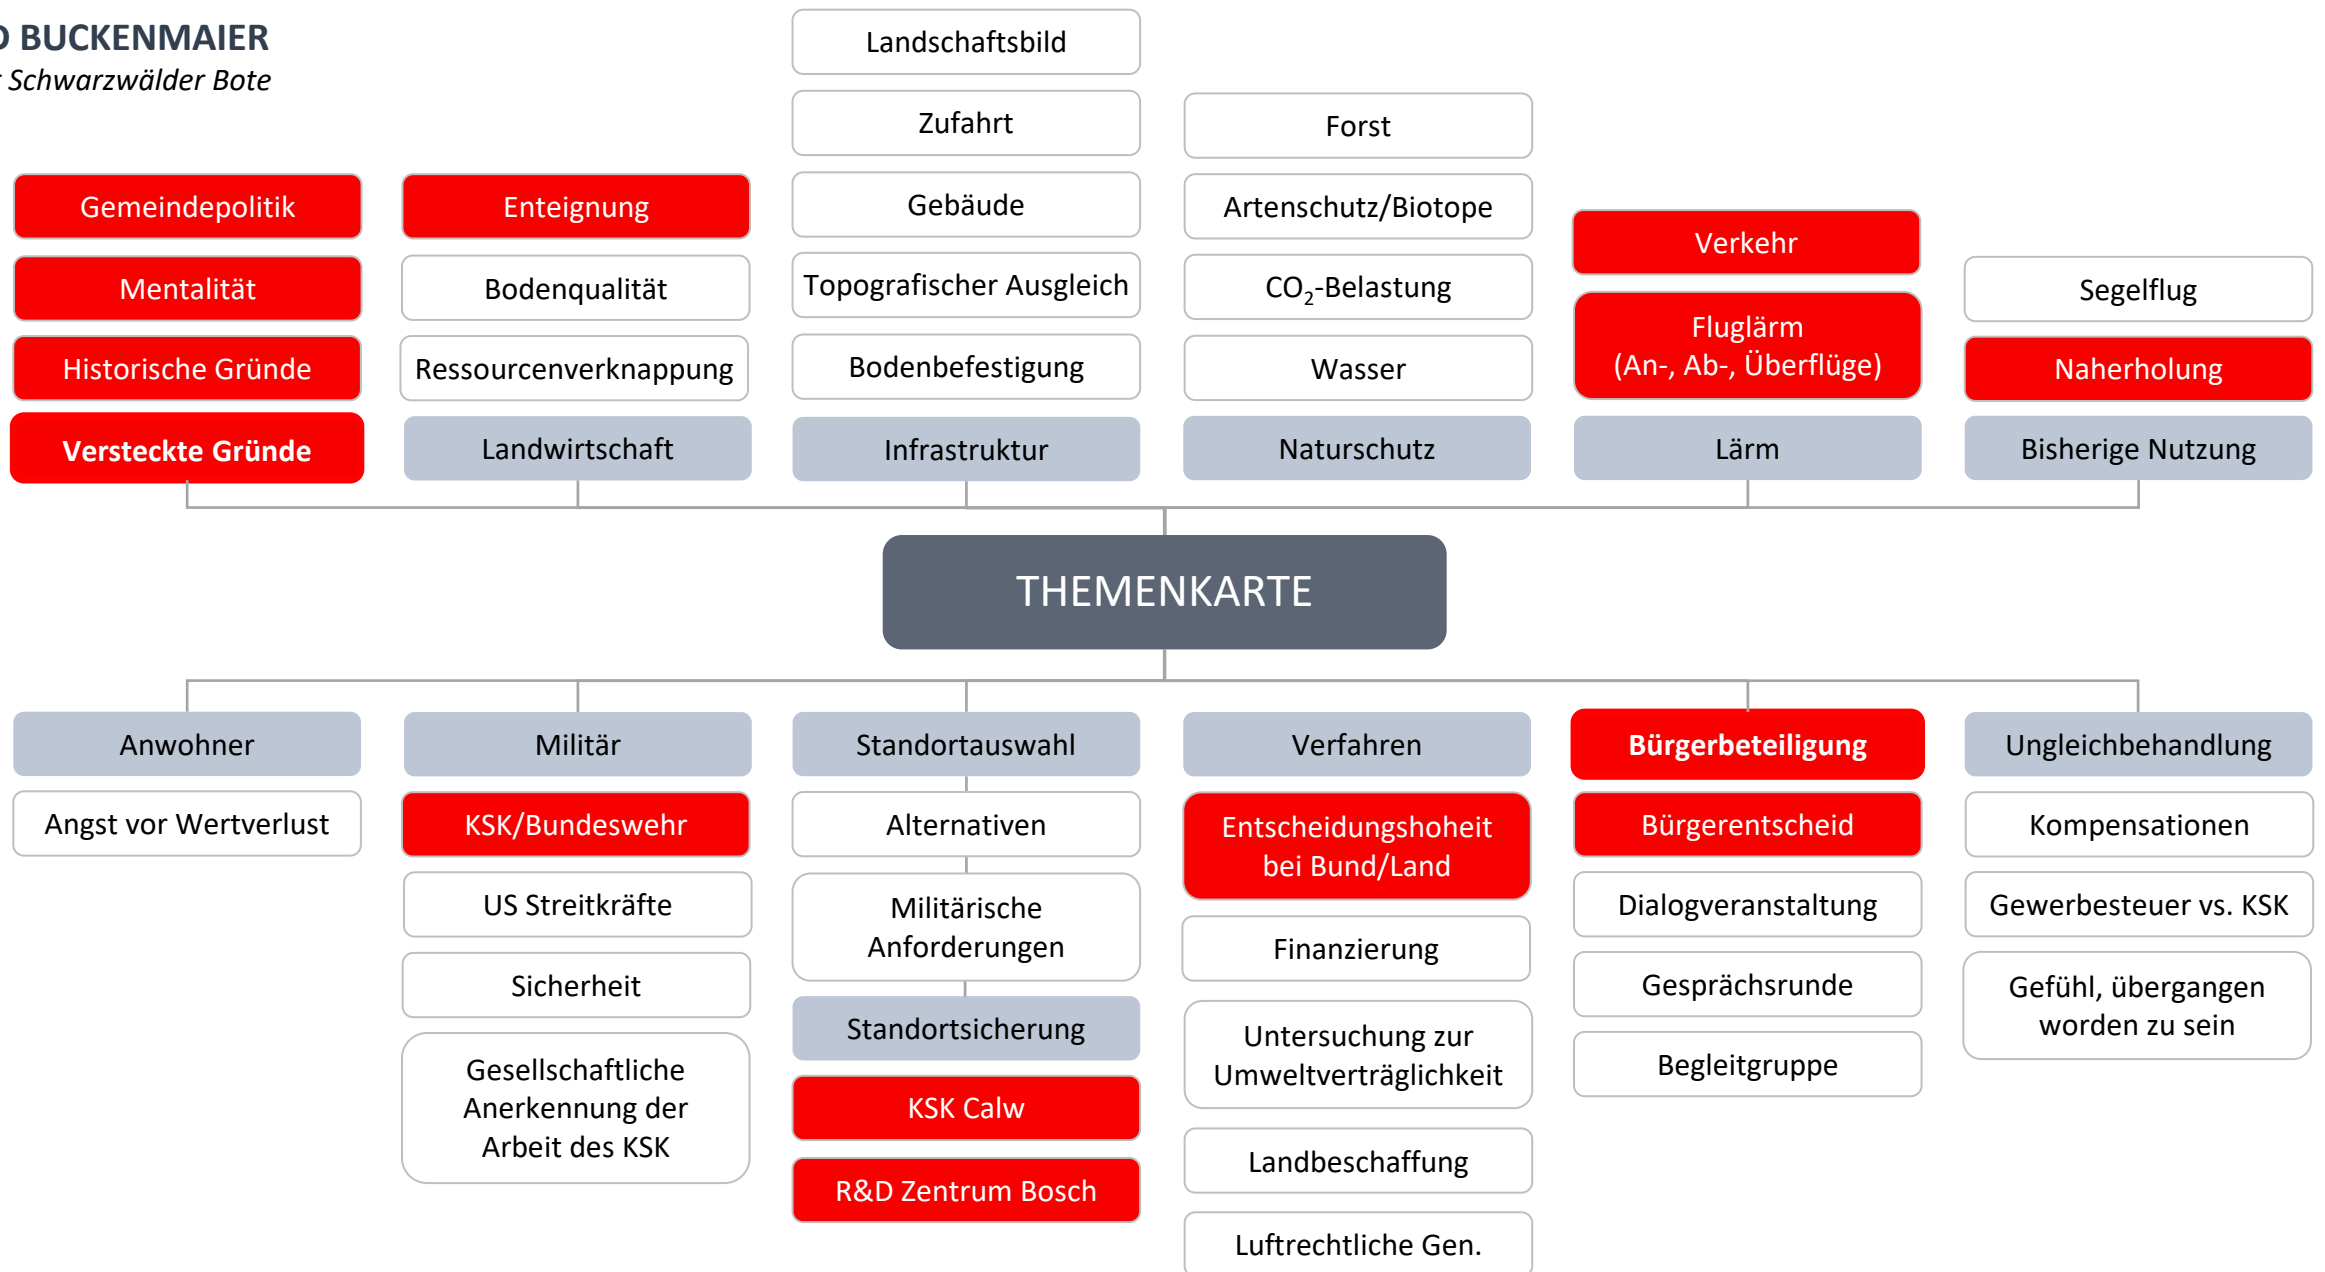 BUCKENMAIER
Schwarzwälder Bote
Landschaftsbild
Zufahrt
Gebäude
Topografischer Ausgleich
Bodenbefestigung
Infrastruktur
Forst
Artenschutz/Biotope
CO₂-Belastung
Wasser
Naturschutz
Gemeindepolitik
Mentalität
Historische Gründe
Versteckte Gründe
Enteignung
Bodenqualität
Ressourcenverknappung
Landwirtschaft
Verkehr
Fluglärm
(An-, Ab-, Überflüge)
Lärm
Segelflug
Naherholung
Bisherige Nutzung
THEMENKARTE
Anwohner
Angst vor Wertverlust
Militär
KSK/Bundeswehr
US Streitkräfte
Sicherheit
Gesellschaftliche
Anerkennung der
Arbeit des KSK
Standortauswahl
Alternativen
Militärische
Anforderungen
Standortsicherung
KSK Calw
R&D Zentrum Bosch
Verfahren
Entscheidungshoheit
bei Bund/Land
Finanzierung
Untersuchung zur
Umweltverträglichkeit
Landbeschaffung
Luftrechtliche Gen.
Bürgerbeteiligung
Bürgerentscheid
Dialogveranstaltung
Gesprächsrunde
Begleitgruppe
Ungleichbehandlung
Kompensationen
Gewerbesteuer vs. KSK
Gefühl, übergangen
worden zu sein